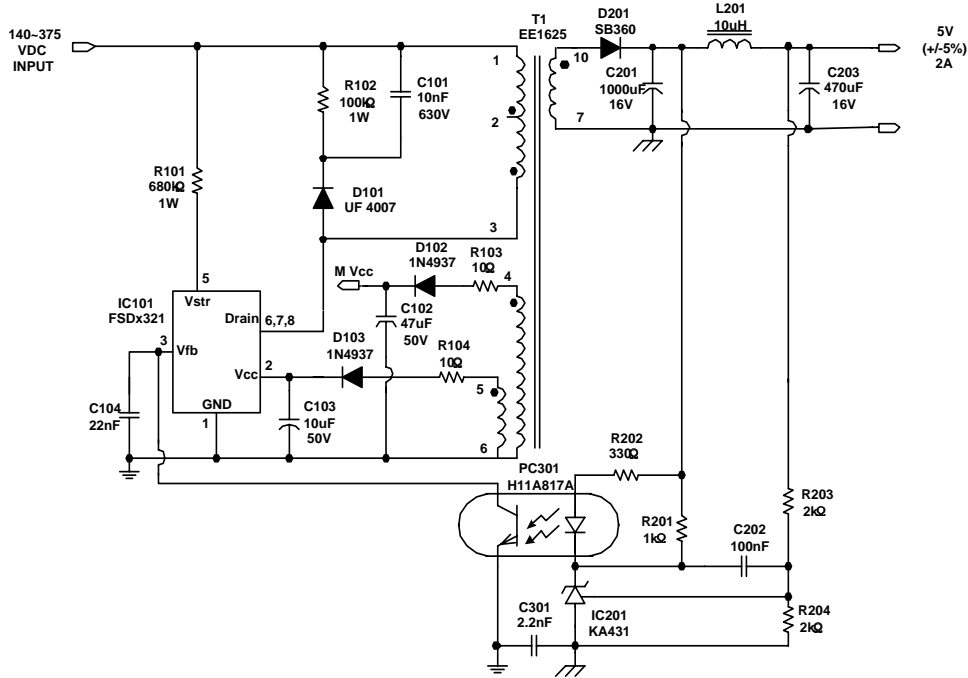 140~375
VDC
INPUT
T1
EE1625
D201
SB360
L201
10uH
5V
(+/-5%)
2A
C101
10nF
630V
R102
100kΩ
1W
1
2
3
10
7
C201
1000uF
16V
C203
470uF
16V
R101
680kΩ
1W
D101
UF 4007
D102
1N4937
R103
10Ω
4
M Vcc
C102
47uF
50V
IC101
FSDx321
5
Vstr
Drain
6,7,8
3
Vfb
Vcc
2
GND
1
D103
1N4937
R104
10Ω
5
6
C104
22nF
C103
10uF
50V
PC301
H11A817A
R202
330Ω
R201
1kΩ
C202
100nF
R203
2kΩ
IC201
KA431
R204
2kΩ
C301
2.2nF